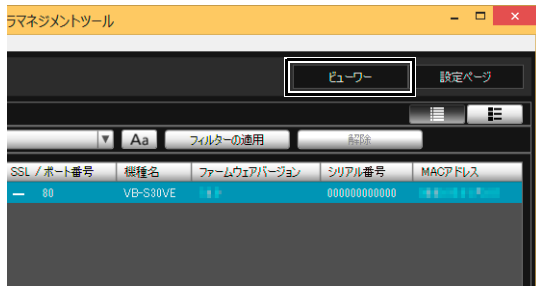 ラマネジメントツール
ビューワー 設定ページ
Aa フィルターの適用 解除
SSL / ポート番号 機種名 ファームウェアバージョン シリアル番号 MACアドレス
80 VB-S30VE 000000000000